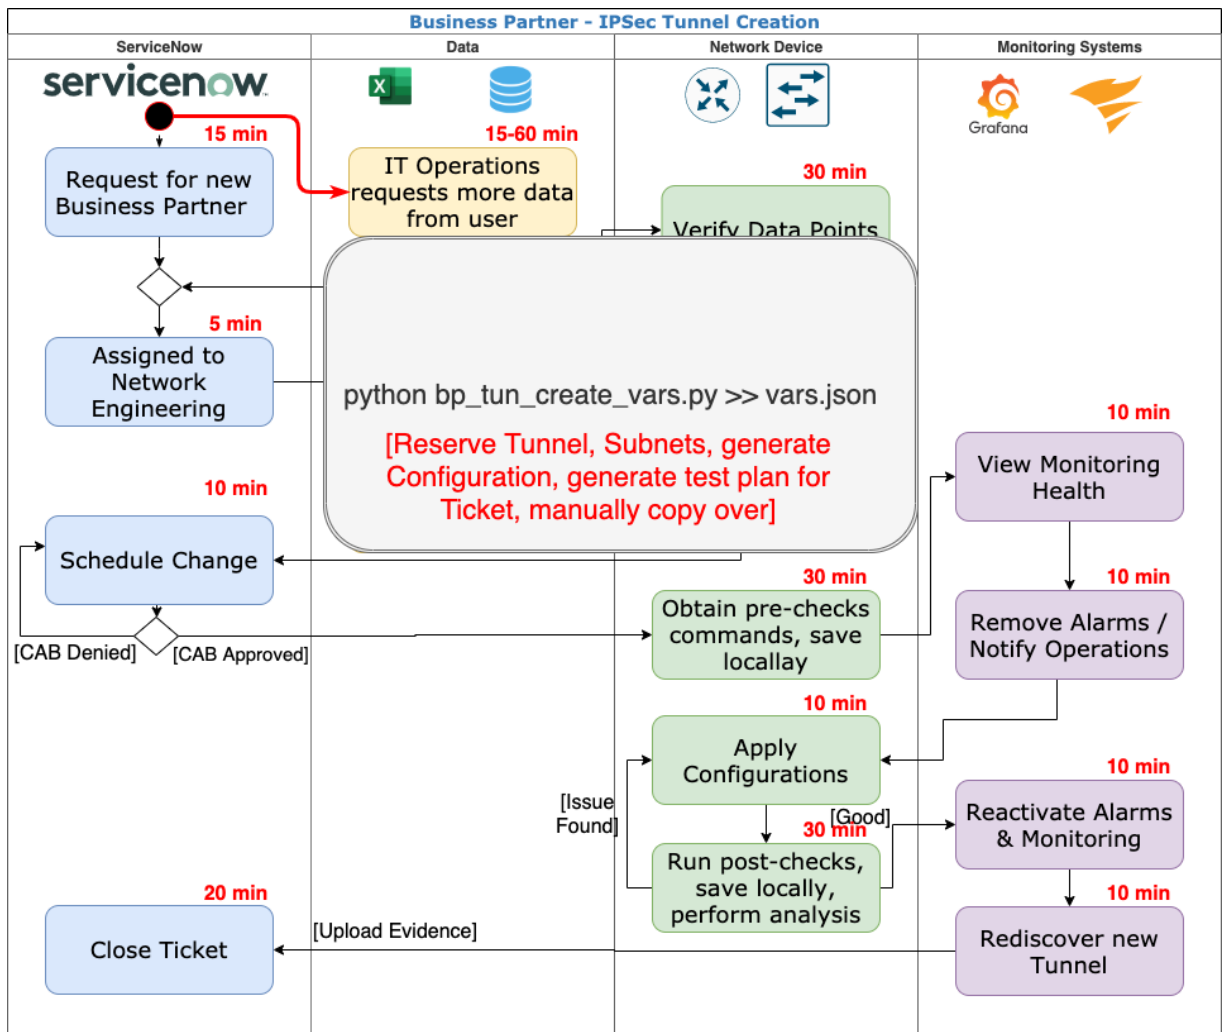 Business Partner - IPSec Tunnel Creation
ServiceNow
Data
Network Device
Monitoring Systems
servicenow
X
Grafana
15 min
Request for new
Business Partner
15-60 min
IT Operations
requests more data
from user
30 min
Verify Data Points
5 min
Assigned to
Network
Engineering
python bp_tun_create_vars.py >> vars.json
[Reserve Tunnel, Subnets, generate
Configuration, generate test plan for
Ticket, manually copy over]
10 min
View Monitoring
Health
10 min
Schedule Change
[CAB Denied]
[CAB Approved]
30 min
Obtain pre-checks
commands, save
locallay
10 min
Remove Alarms /
Notify Operations
10 min
Apply
Configurations
[Issue
Found]
[Good]
30 min
Run post-checks,
save locally,
perform analysis
10 min
Reactivate Alarms
& Monitoring
10 min
Rediscover new
Tunnel
[Upload Evidence]
20 min
Close Ticket